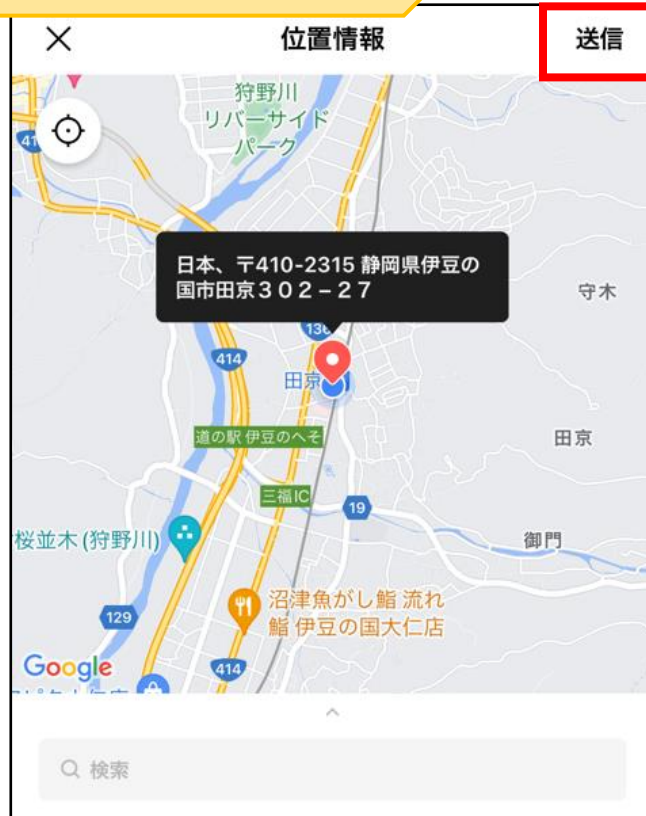 位置情報
送信
狩野川
リバーサイド
パーク
41
日本、〒410-2315 静岡県伊豆の
国市田京３０２－２７
守木
136
414
田京
道の駅 伊豆のへそ
田京
三福IC
19
桜並木 (狩野川)
御門
沼津魚がし鮨 流れ
鮨 伊豆の国大仁店
129
Google
414
検索